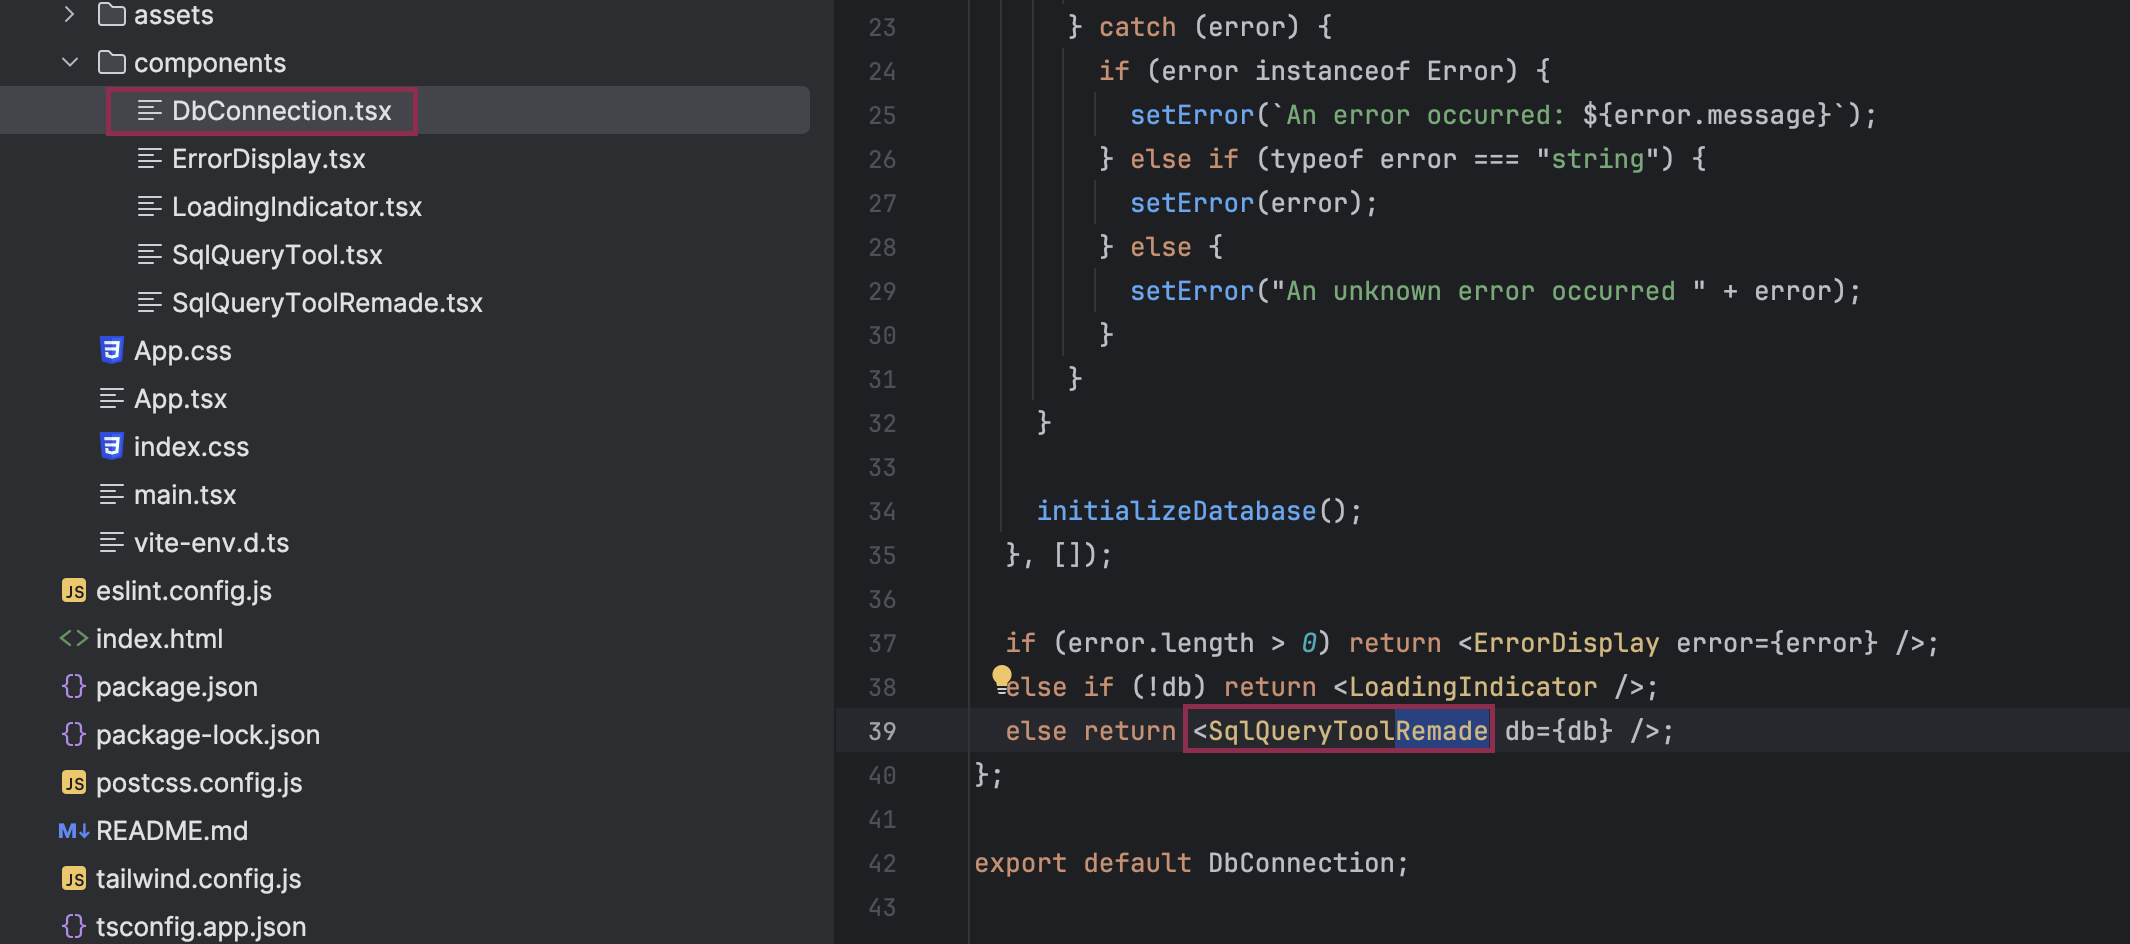 assets
components
DbConnection.tsx
ErrorDisplay.tsx
LoadingIndicator.tsx
SqlQueryTool.tsx
SqlQueryToolRemade.tsx
App.css
App.tsx
index.css
main.tsx
vite-env.d.ts
JS eslint.config.js
<> index.html
{} package.json
{} package-lock.json
JS postcss.config.js
M↓ README.md
JS tailwind.config.js
{} tsconfig.app.json
23 } catch (error) {
24 if (error instanceof Error) {
25 setError(`An error occurred: ${error.message}`);
26 } else if (typeof error === "string") {
27 setError(error);
28 } else {
29 setError("An unknown error occurred " + error);
30 }
31 }
32 }
33
34 initializeDatabase();
35 }, []);
36
37 if (error.length > 0) return <ErrorDisplay error={error} />;
38 else if (!db) return <LoadingIndicator />;
39 else return <SqlQueryToolRemade db={db} />;
40 };
41
42 export default DbConnection;
43